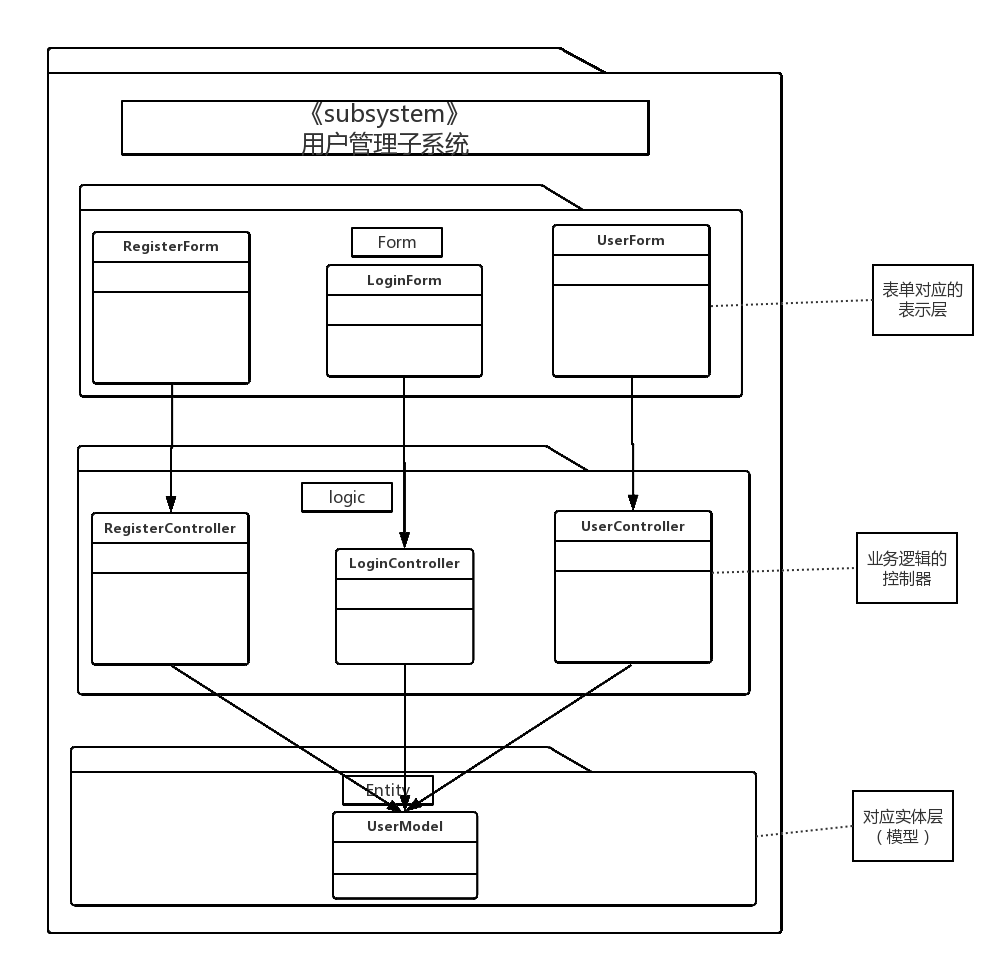 《subsystem》
用户管理子系统
RegisterForm
Form
LoginForm
UserForm
表单对应的
表示层
logic
RegisterController
LoginController
UserController
业务逻辑的
控制器
Entity
UserModel
对应实体层
（模型）